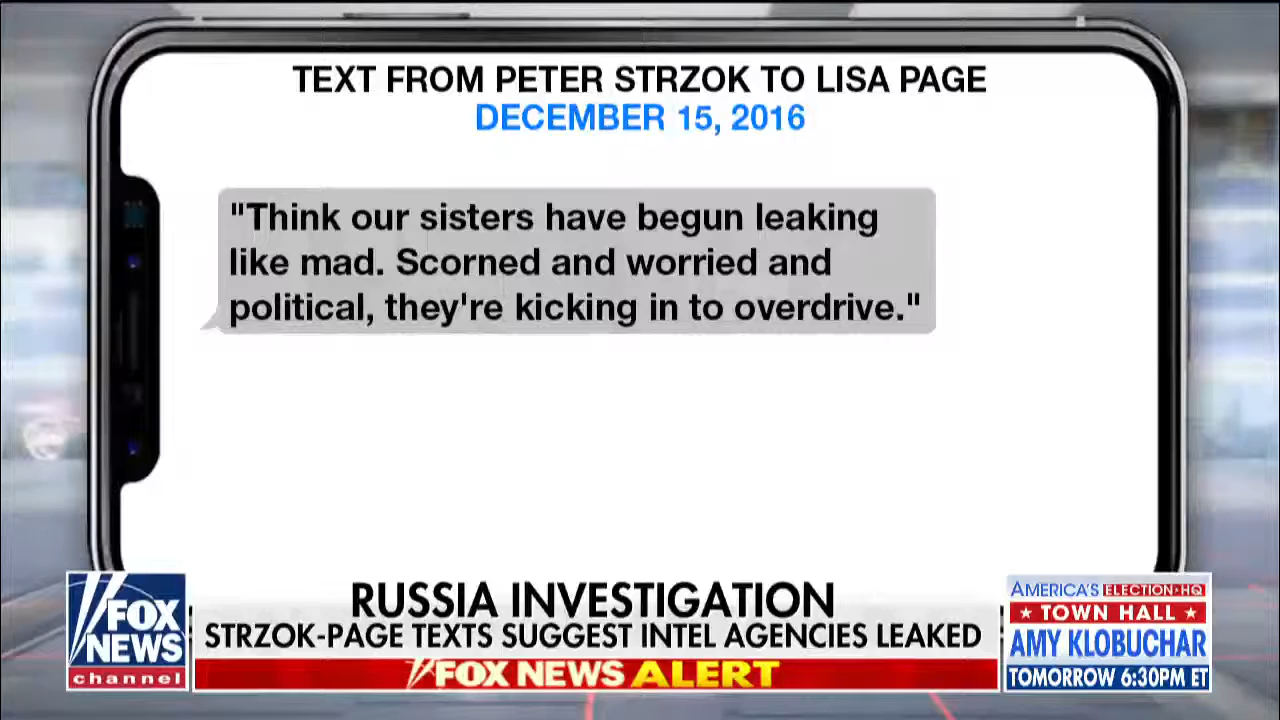 TEXT FROM PETER STRZOK TO LISA PAGE
DECEMBER 15, 2016
"Think our sisters have begun leaking
like mad. Scorned and worried and
political, they're kicking in to overdrive."
RUSSIA INVESTIGATION
STRZOK-PAGE TEXTS SUGGEST INTEL AGENCIES LEAKED
FOX NEWS ALERT
FOX
NEWS
channel
AMERICA'S ELECTION HQ
TOWN HALL
AMY KLOBUCHAR
TOMORROW 6:30PM ET